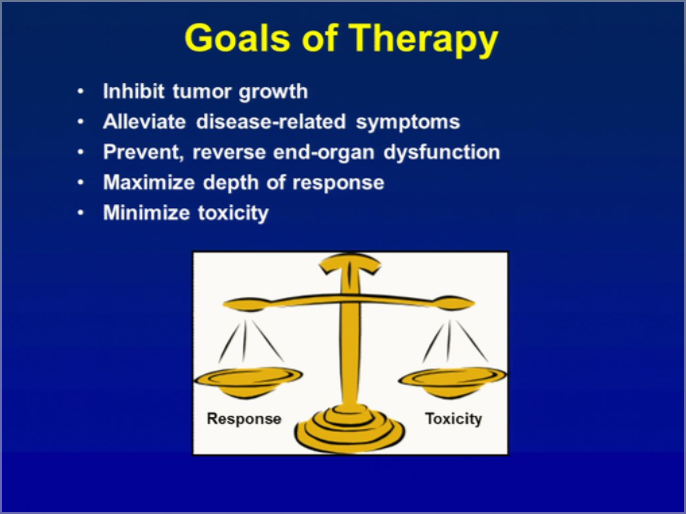 Goals of Therapy
• Inhibit tumor growth
• Alleviate disease-related symptoms
• Prevent, reverse end-organ dysfunction
• Maximize depth of response
• Minimize toxicity
Response
Toxicity